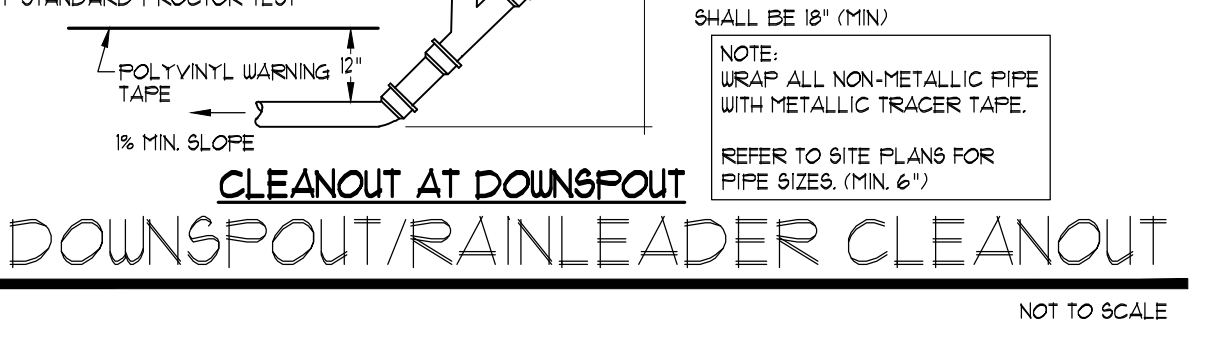 STANDARD PROCTOR TEST
SHALL BE 18" (MIN)
NOTE:
WRAP ALL NON-METALLIC PIPE
WITH METALLIC TRACER TAPE.
REFER TO SITE PLANS FOR
PIPE SIZES. (MIN. 6")
POLYVINYL WARNING
TAPE
12"
1% MIN. SLOPE
CLEANOUT AT DOWNSPOUT
DOWNSPOUT/RAINLEADER CLEANOUT
NOT TO SCALE